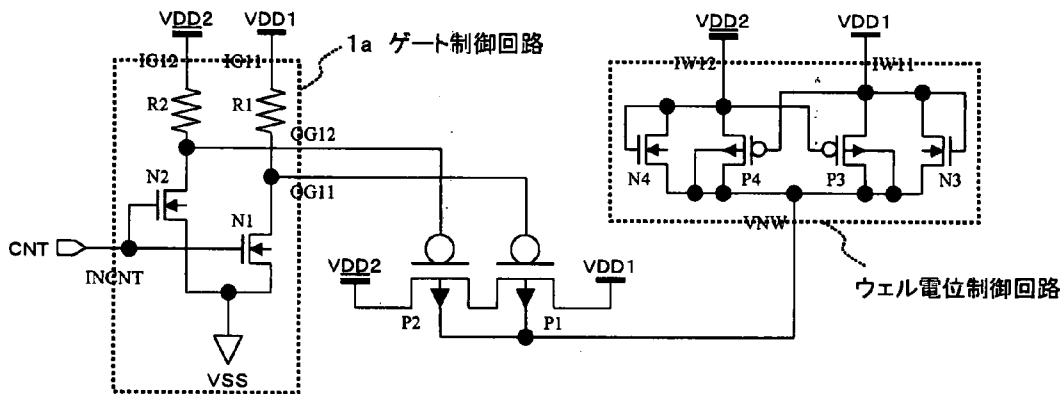 VDD2
VDD1
1a ゲート制御回路
IG12
IG11
R2
R1
OG12
OG11
N2
N1
CNT
INCNT
VSS
VDD2
P2
P1
VDD1
VDD2
VDD1
IW12
IW11
N4
P4
P3
N3
VNW
ウェル電位制御回路